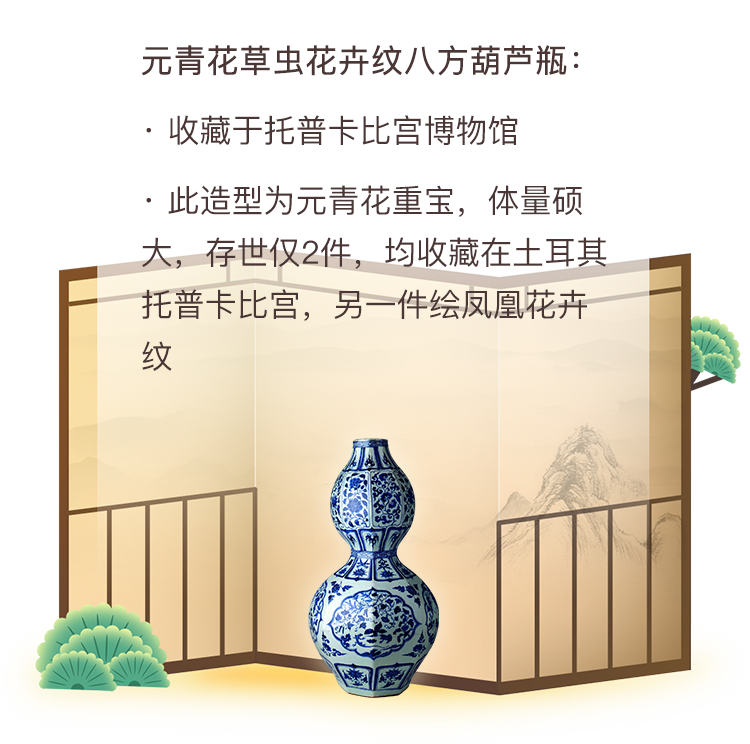 元青花草虫花卉纹八方葫芦瓶：
· 收藏于托普卡比宫博物馆
· 此造型为元青花重宝，体量硕
大，存世仅2件，均收藏在土耳其
托普卡比宫，另一件绘凤凰花卉
纹